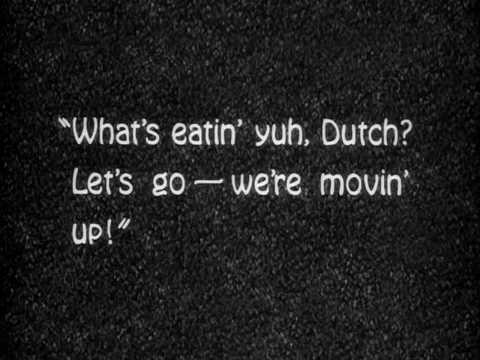 “What's eatin' yuh, Dutch?
Let's go — we're movin'
up!”